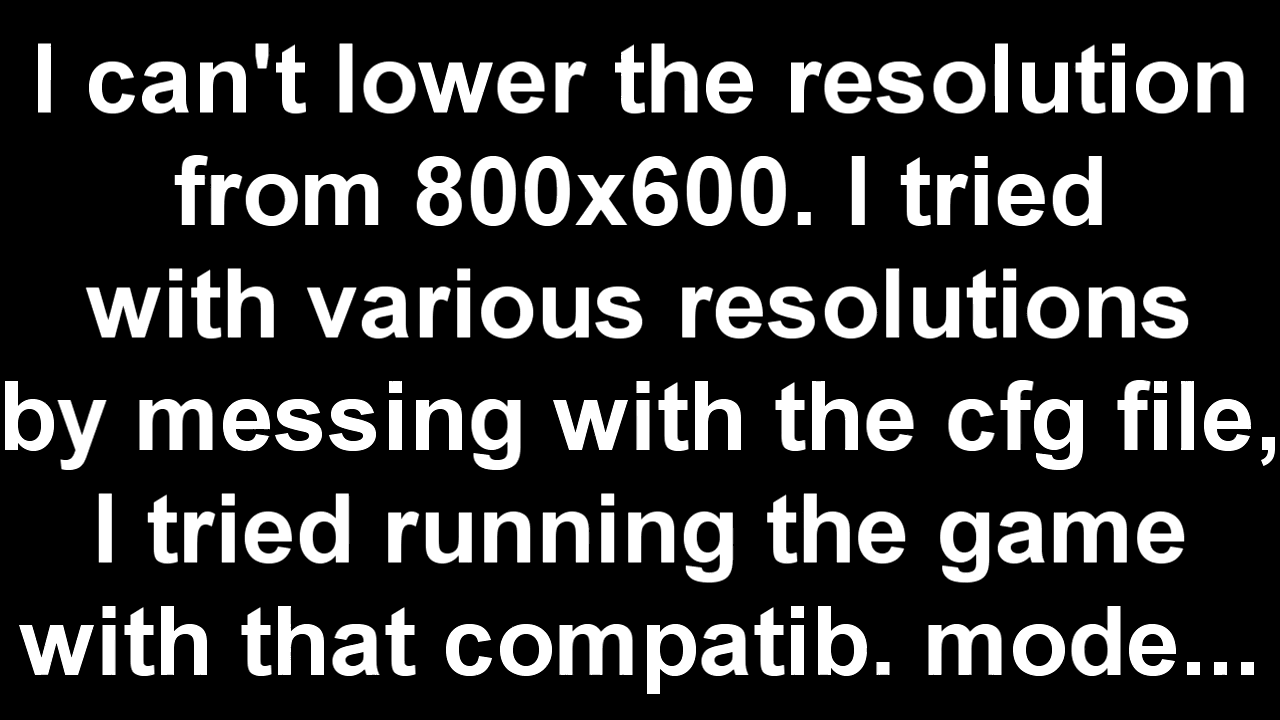 I can't lower the resolution
from 800x600. I tried
with various resolutions
by messing with the cfg file,
I tried running the game
with that compatib. mode...